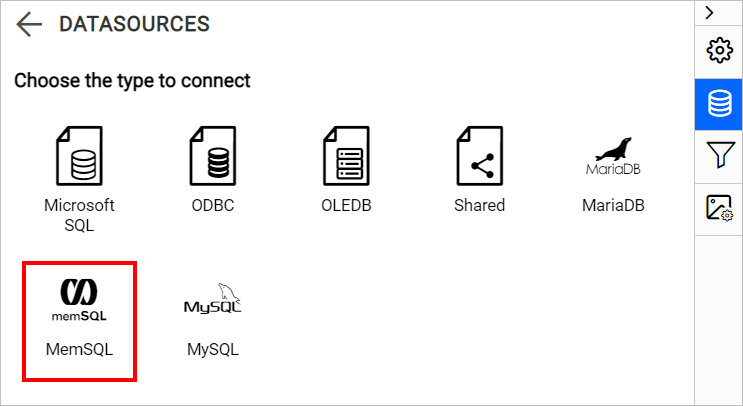 DATASOURCES
Choose the type to connect
MariaDB
Microsoft
SQL
ODBC
OLEDB
Shared
MariaDB
memSQL
MySQL
MemSQL
MySQL